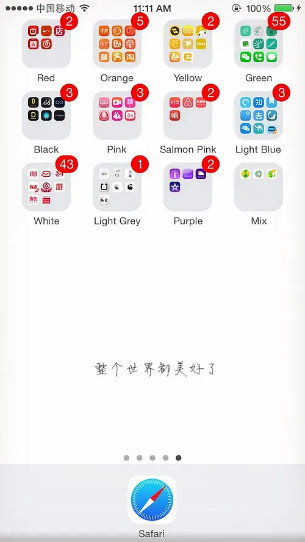 中国移动 11:11 AM 100%
2 5 2 55
Red Orange Yellow Green
3 3 2 3
Black Pink Salmon Pink Light Blue
43 1 2
White Light Grey Purple Mix
整个世界都美好了
Safari